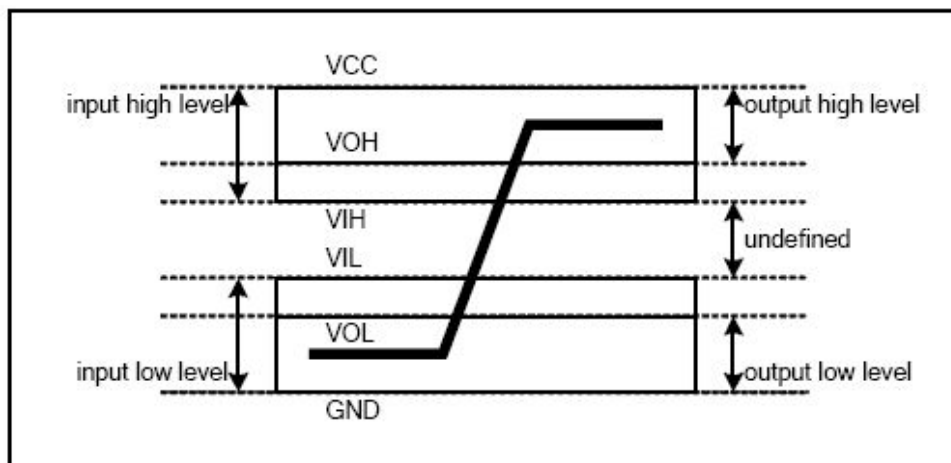 VCC
input high level
output high level
VOH
VIH
undefined
VIL
VOL
input low level
output low level
GND